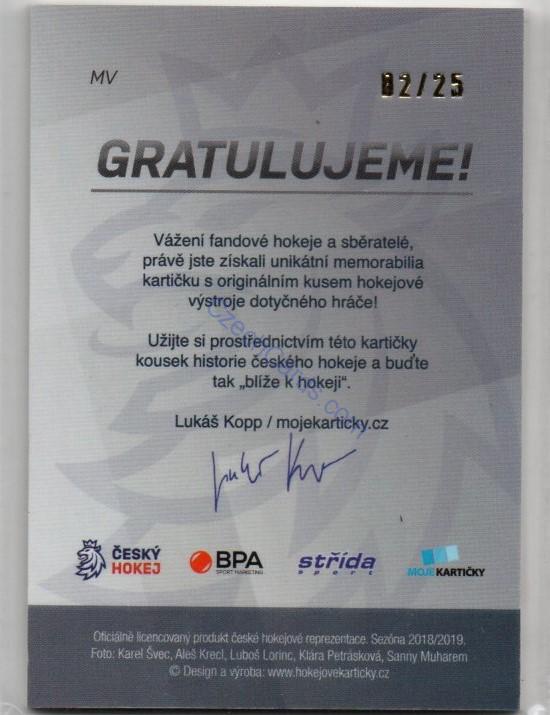 MV
02/25
GRATULUJEME!
Vážení fandové hokeje a sběratelé,
právě jste získali unikátní memorabilia
kartičku s originálním kusem hokejové
výstroje dotyčného hráče!
Užijte si prostřednictvím této kartičky
kousek historie českého hokeje a buďte
tak „blíže k hokeji".
Lukáš Kopp / mojekarticky.cz
CzechCards.com
ČESKÝ
HOKEJ
BPA
SPORT MARKETING
střída
sport
MOJEKARTIČKY
Oficiálně licencovaný produkt české hokejové reprezentace. Sezóna 2018/2019.
Foto: Karel Švec, Aleš Krecl, Luboš Lorinc, Klára Petrásková, Sanny Muharem
© Design a výroba: www.hokejovekarticky.cz